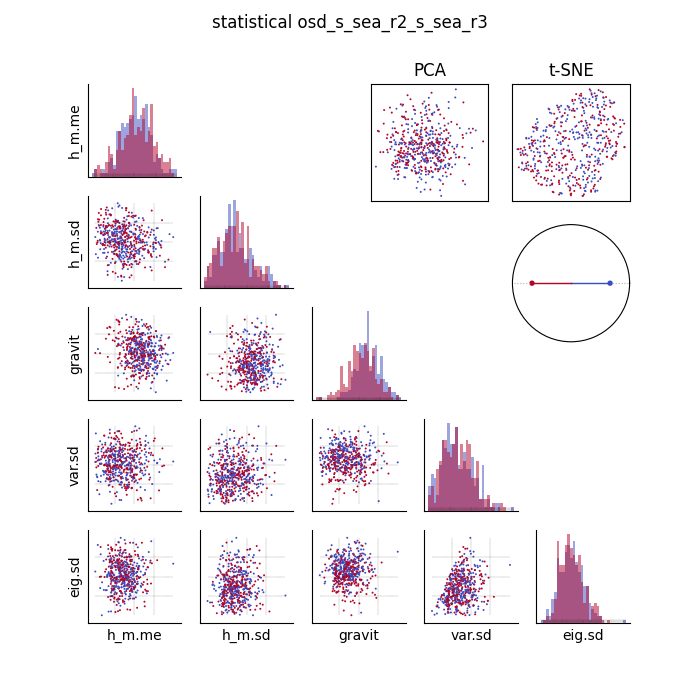 statistical osd_s_sea_r2_s_sea_r3
PCA
t-SNE
h_m.me
h_m.sd
gravit
var.sd
eig.sd
h_m.me
h_m.sd
gravit
var.sd
eig.sd